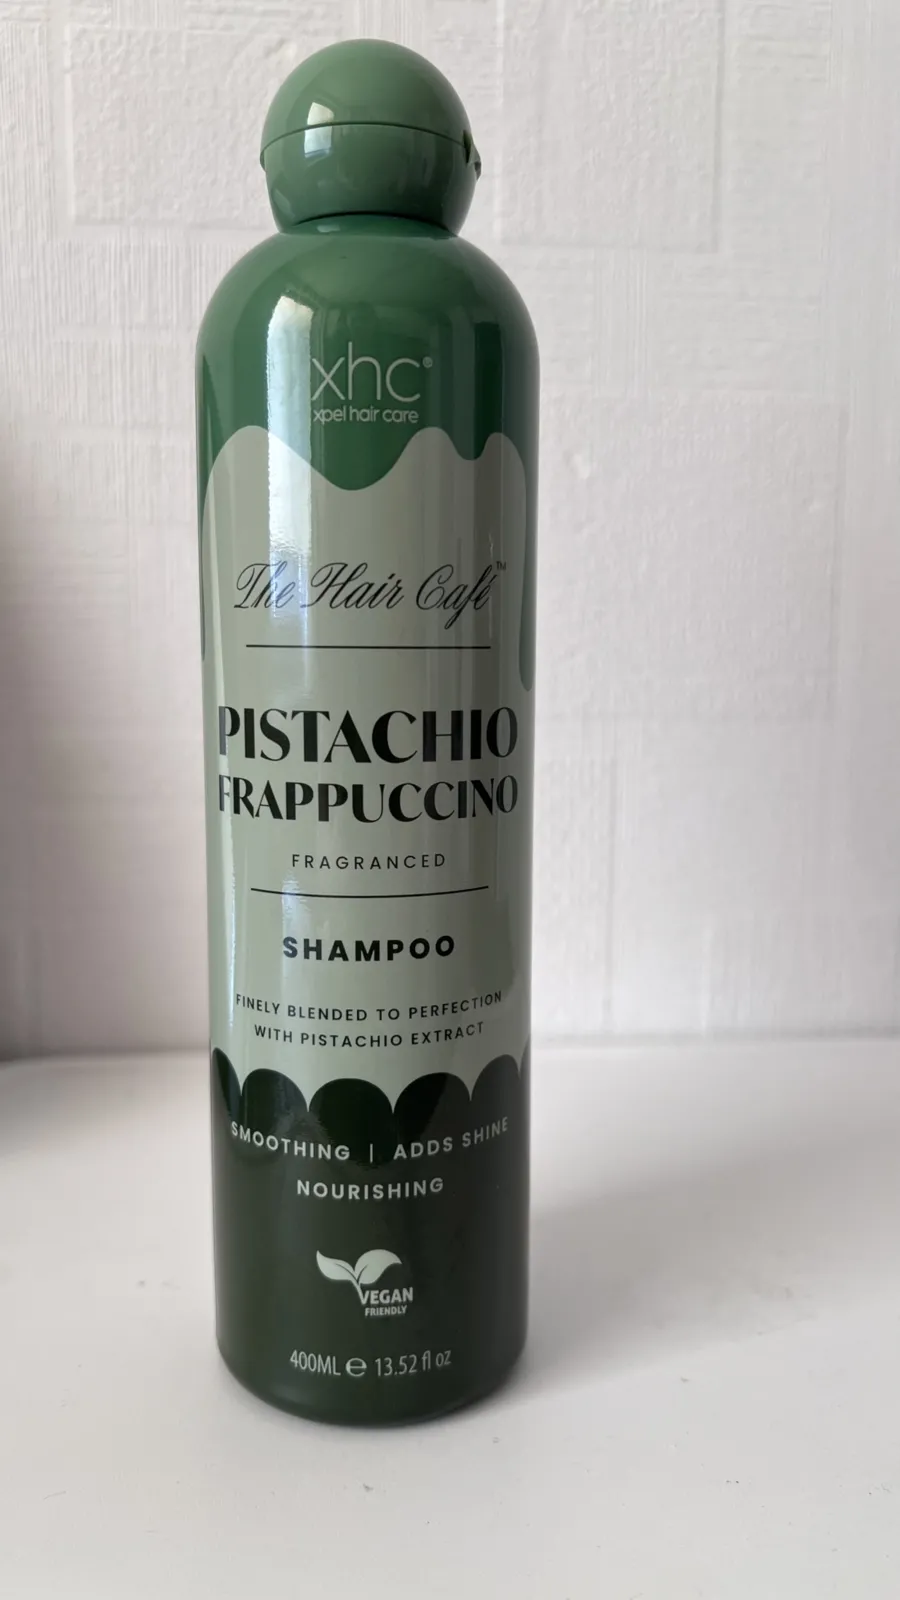 xhc®
xpel hair care
The Hair Café™
PISTACHIO
FRAPPUCCINO
FRAGRANCED
SHAMPOO
FINELY BLENDED TO PERFECTION
WITH PISTACHIO EXTRACT
SMOOTHING | ADDS SHINE
NOURISHING
VEGAN
FRIENDLY
400ML ℮ 13.52 fl oz